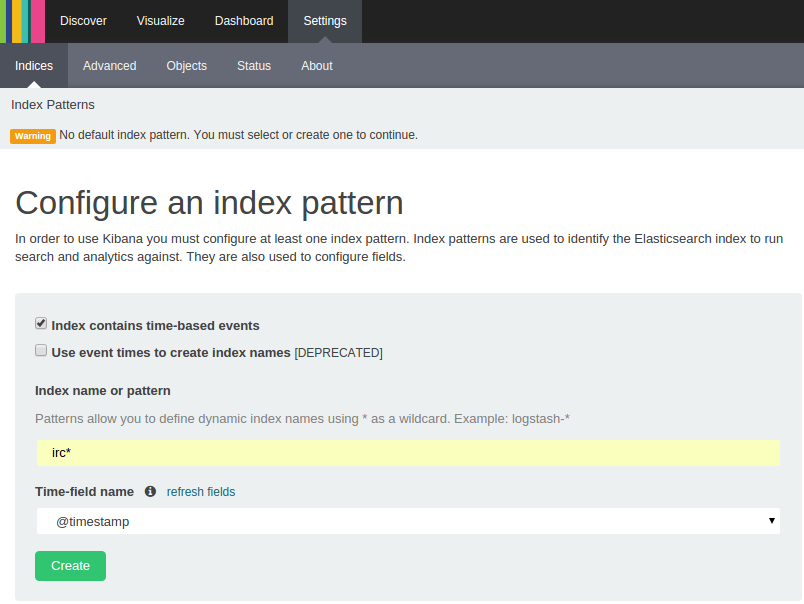 Discover Visualize Dashboard Settings
Indices Advanced Objects Status About
Index Patterns
Warning No default index pattern. You must select or create one to continue.
Configure an index pattern
In order to use Kibana you must configure at least one index pattern. Index patterns are used to identify the Elasticsearch index to run
search and analytics against. They are also used to configure fields.
Index contains time-based events
Use event times to create index names [DEPRECATED]
Index name or pattern
Patterns allow you to define dynamic index names using * as a wildcard. Example: logstash-*
irc*
Time-field name refresh fields
@timestamp
Create